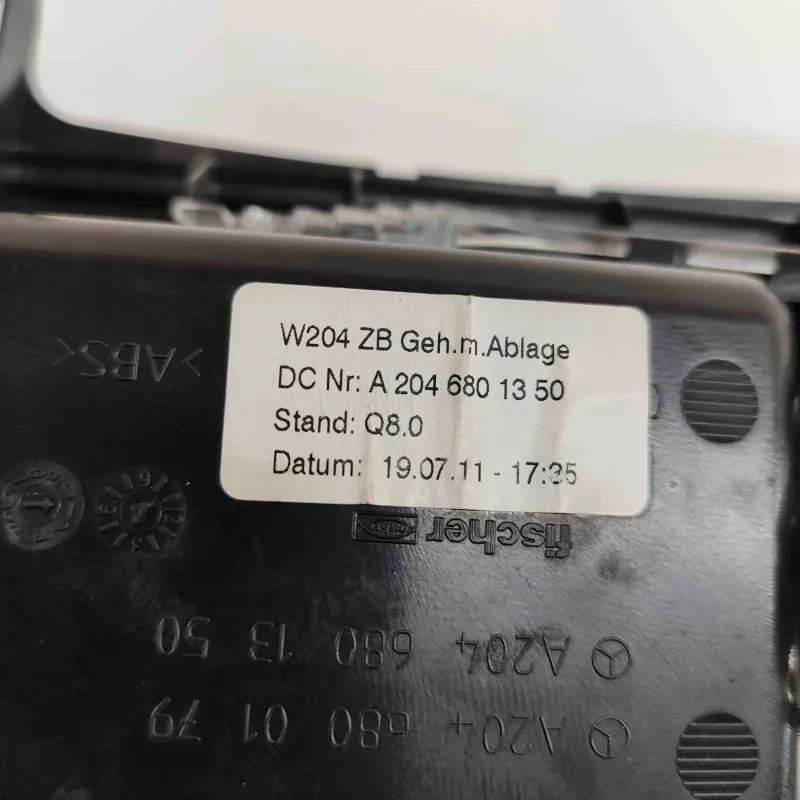 W204 ZB Geh.m.Ablage
DC Nr: A 204 680 13 50
Stand: Q8.0
Datum: 19.07.11 - 17:35
>ABS<
fischer
A204 680 13 50
A204 680 01 79